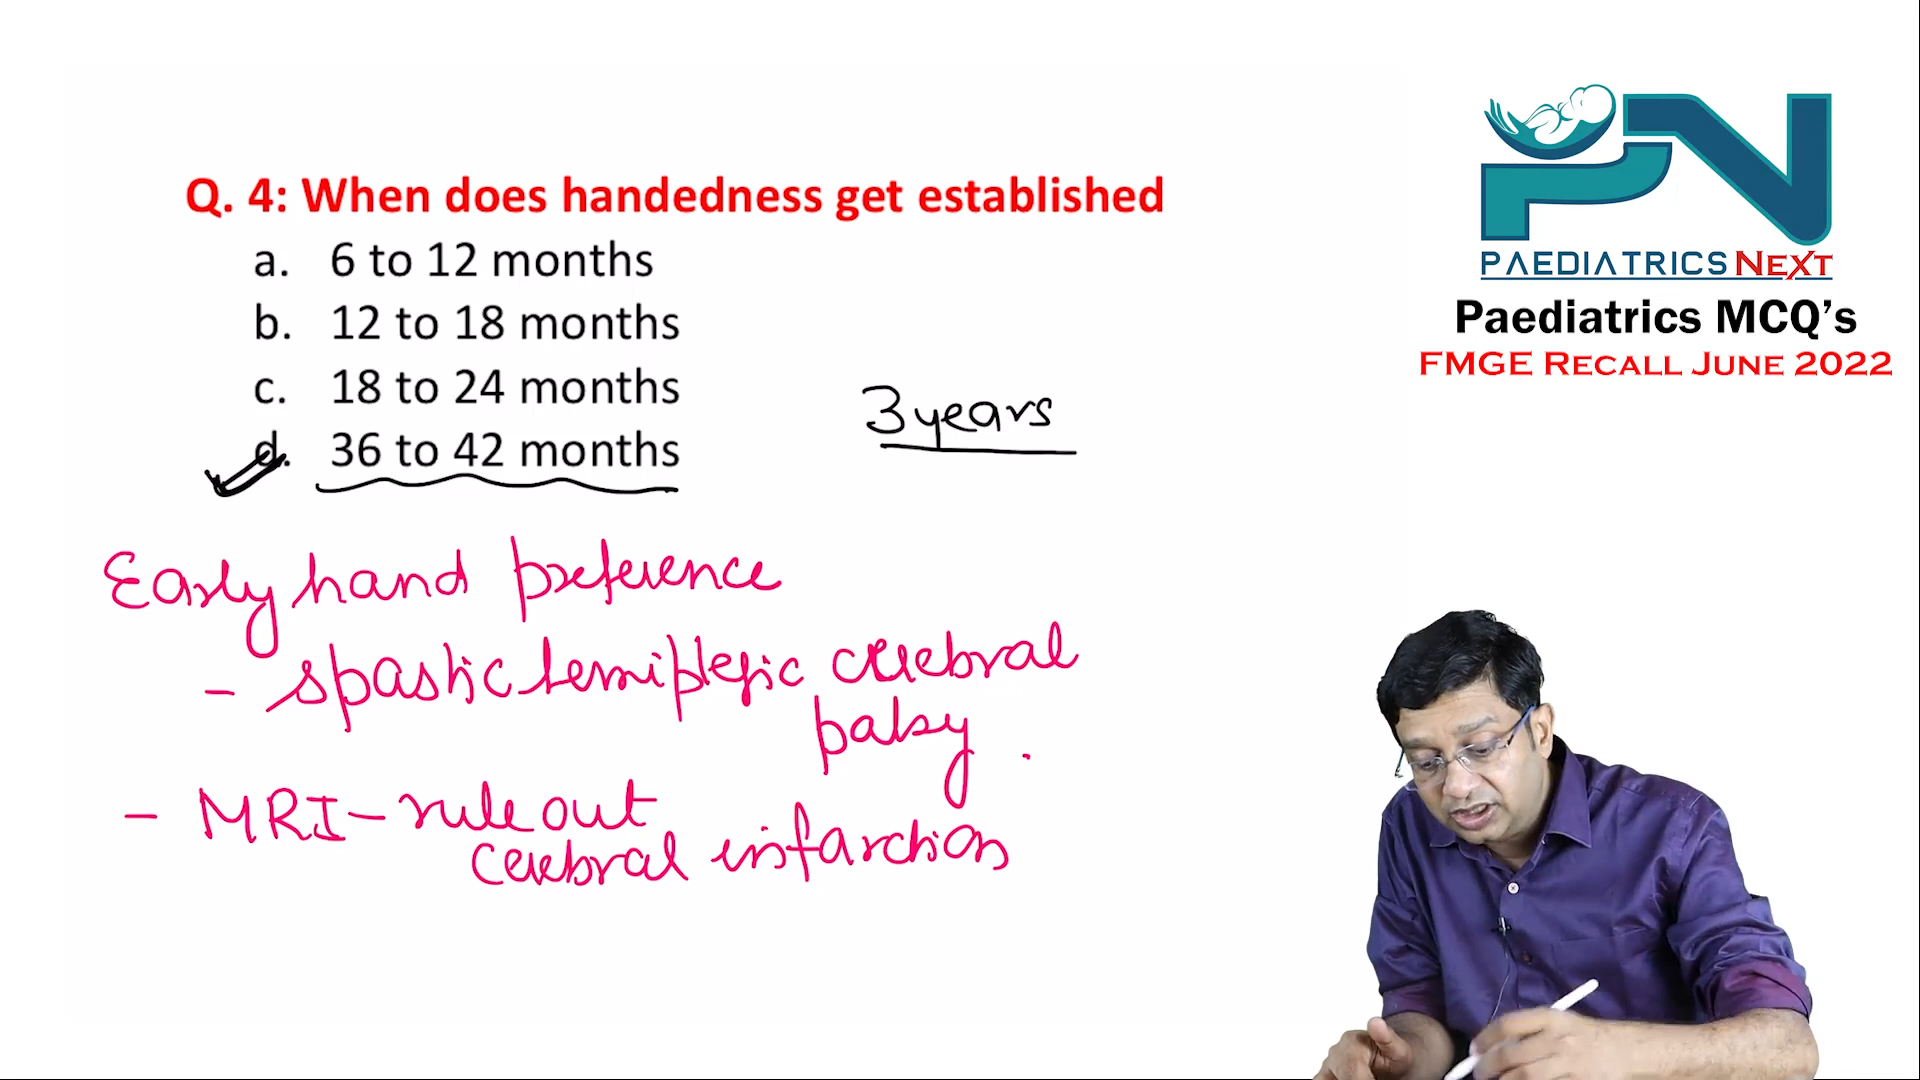 Q. 4: When does handedness get established
a. 6 to 12 months
b. 12 to 18 months
c. 18 to 24 months
d. 36 to 42 months
3 years
Early hand preference
- spastic hemiplegic cerebral
palsy
- MRI - rule out
cerebral infarction
PN
PAEDIATRICS NEXT
Paediatrics MCQ's
FMGE RECALL JUNE 2022